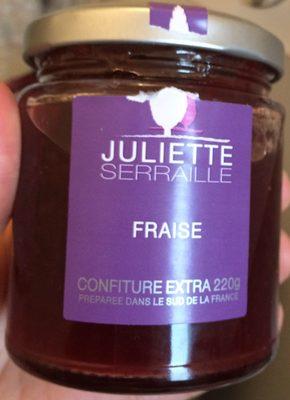 JULIETTE
SERRAILLE
FRAISE
CONFITURE EXTRA 220g
PREPAREE DANS LE SUD DE LA FRANCE